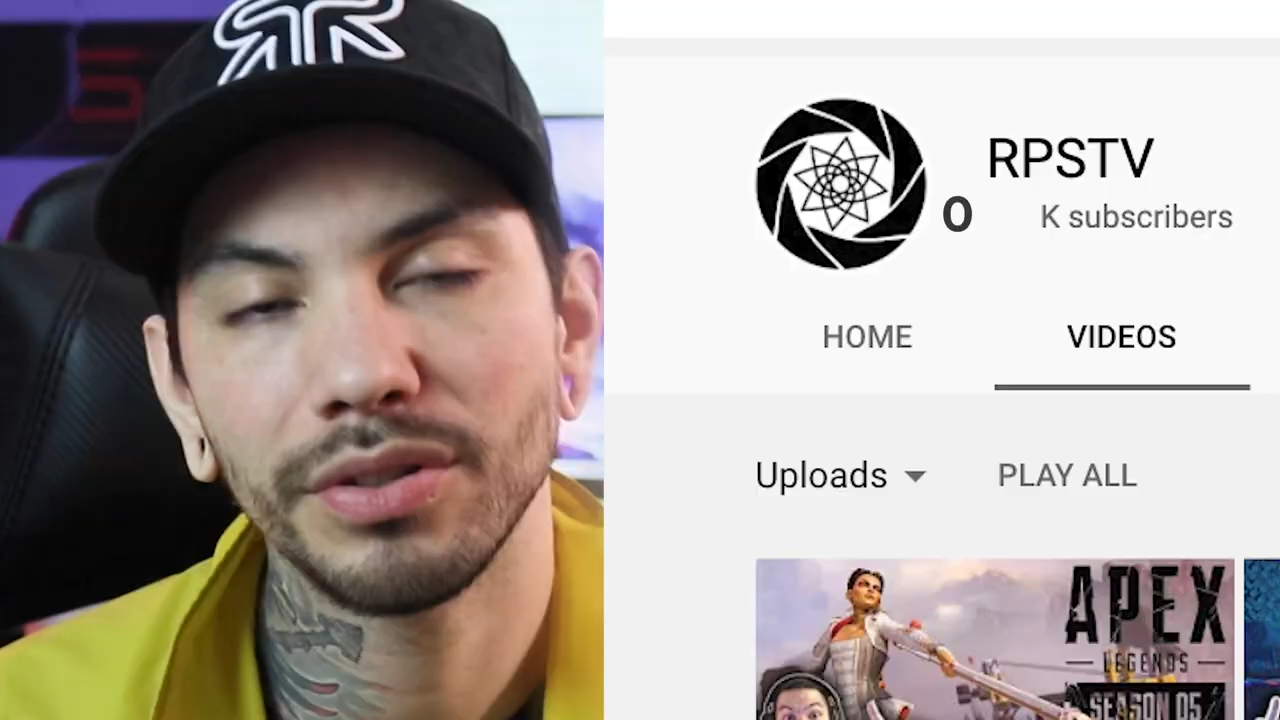 RPSTV
0 K subscribers
HOME VIDEOS
Uploads PLAY ALL
APEX
LEGENDS
SEASON 05